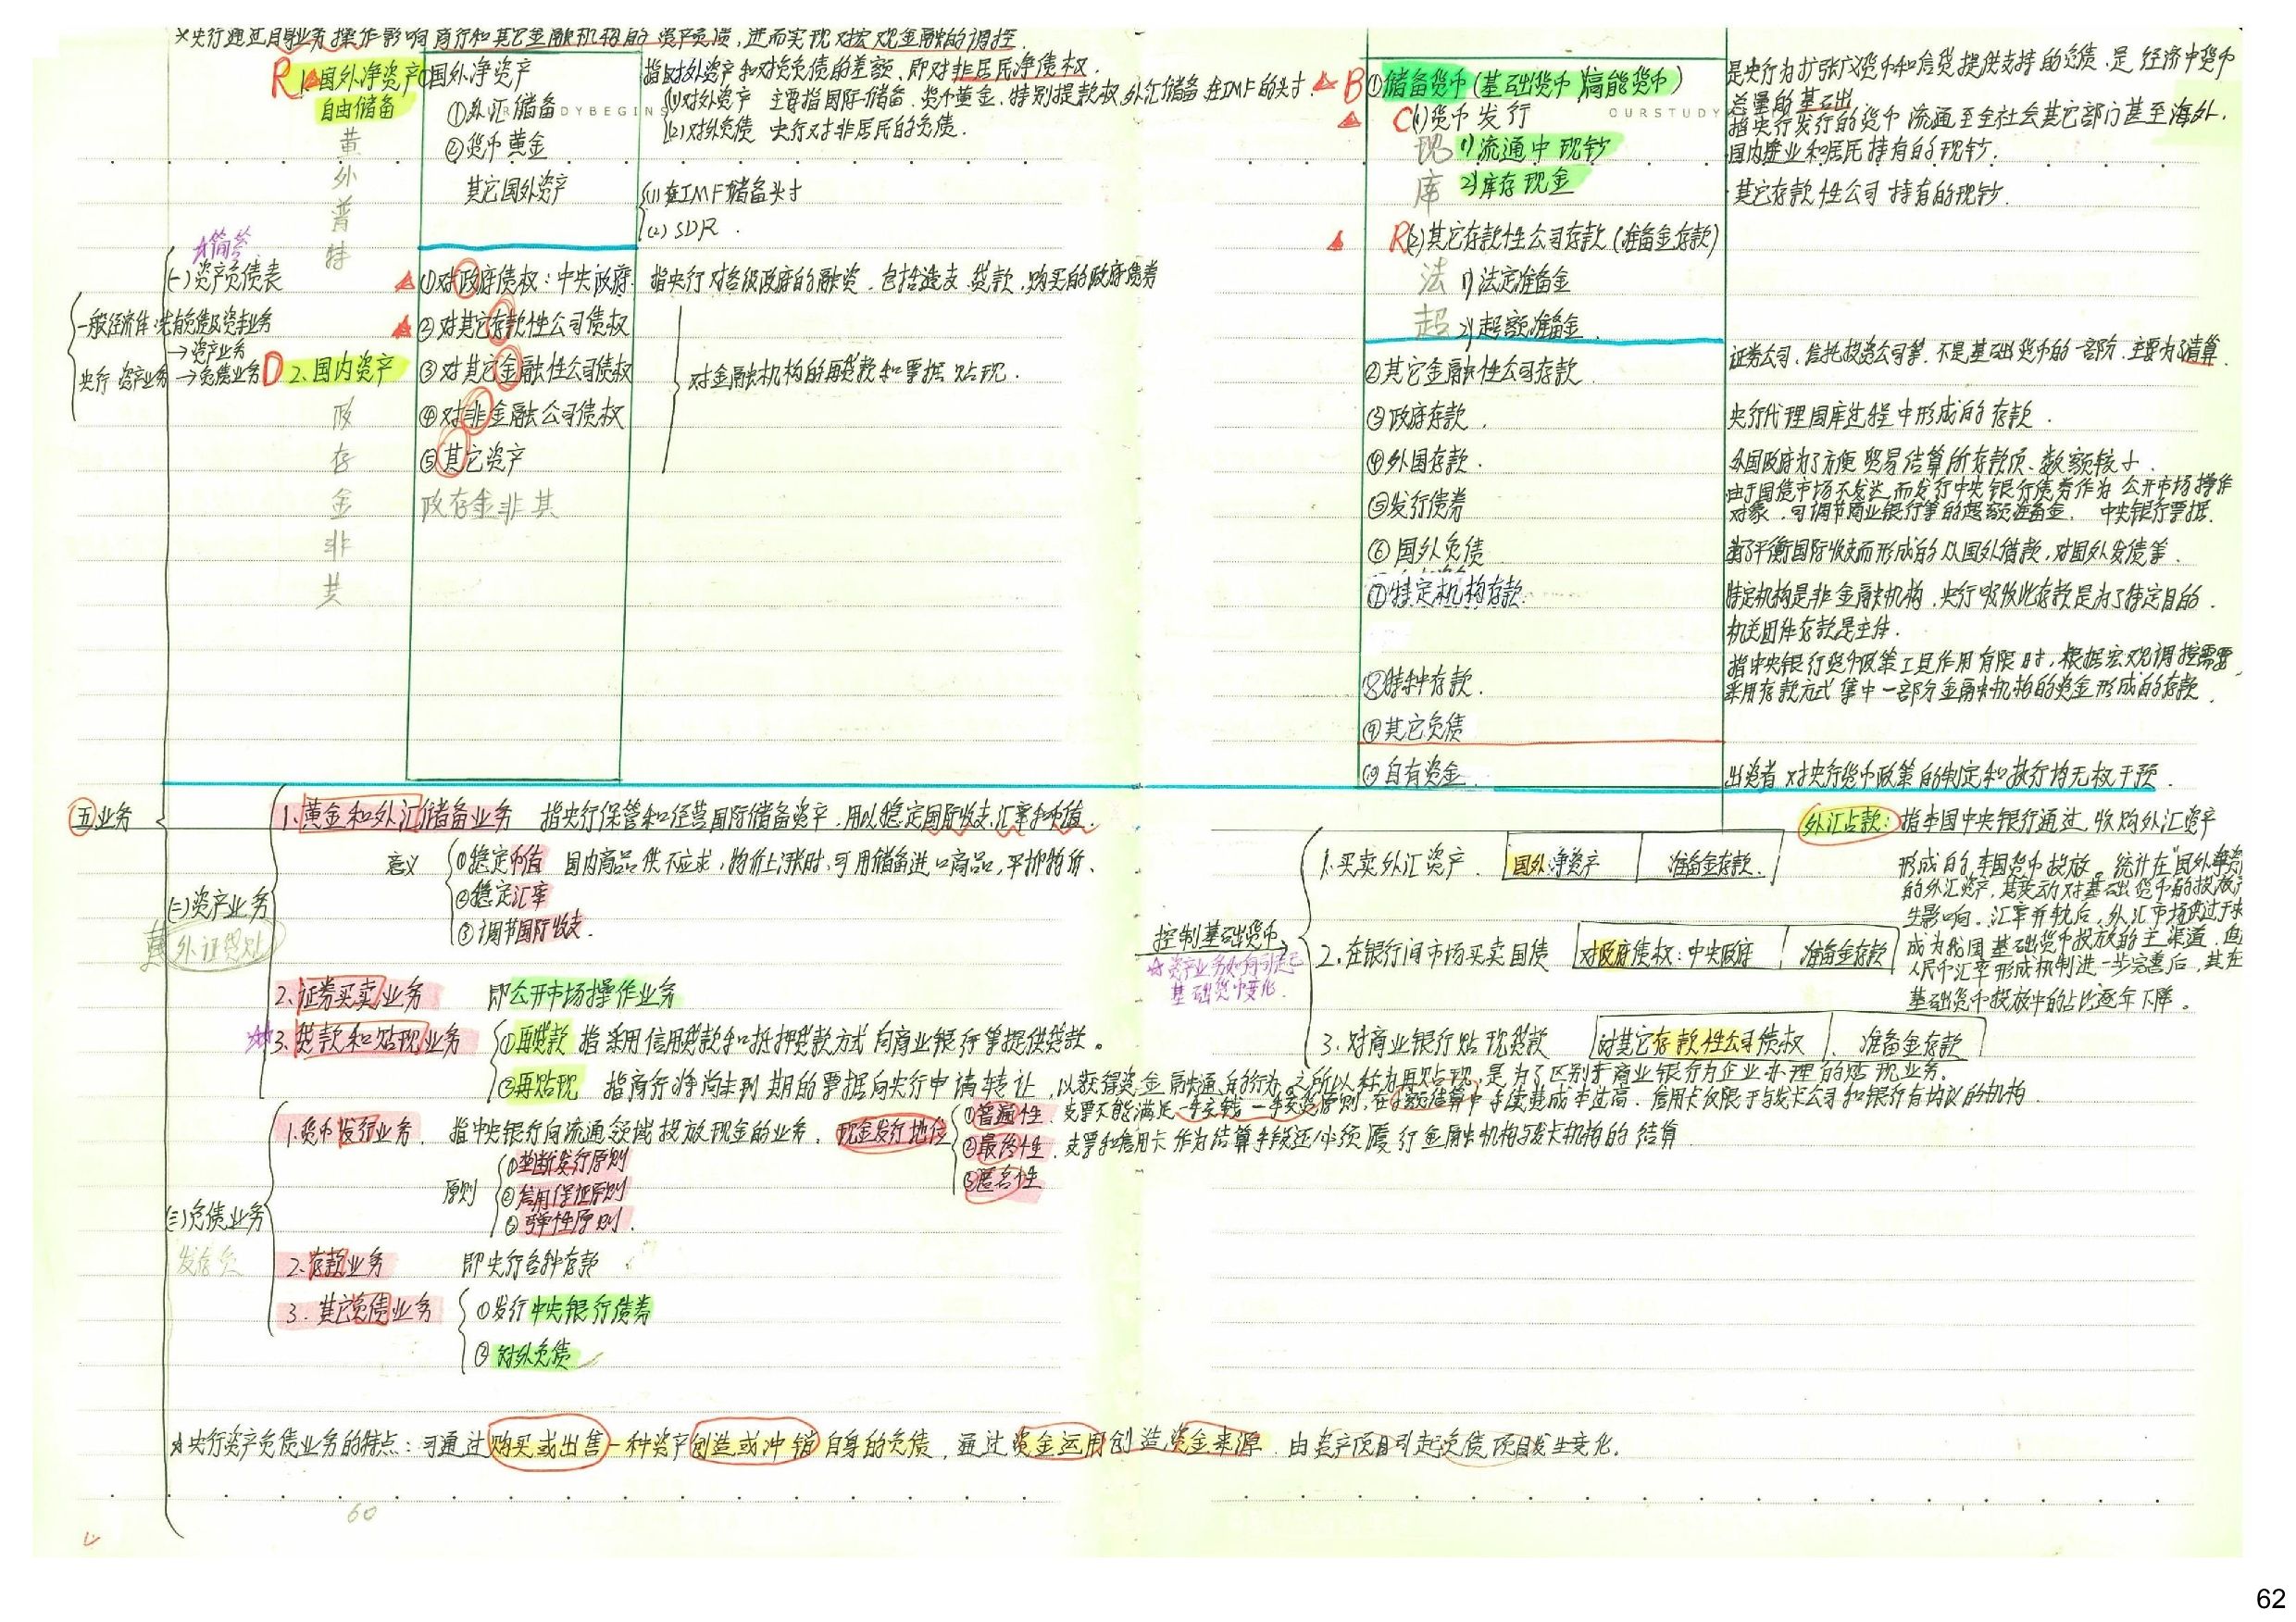 *央行通过自身业务操作影响商行和其它金融机构的资产负债,进而实现对宏观金融的调控.
R 1.国外净资产
自由储备
黄
外
普
特
国外净资产
①外汇储备
②货币黄金
其它国外资产
指对外资产和对外负债的差额,即对非居民净债权.
(1)对外资产 主要指国际储备、货币黄金、特别提款权、外汇储备、在IMF的头寸.
(2)对外负债 央行对非居民的负债.
(1)在IMF储备头寸
(2)SDR.
☆简答
(一)资产负债表
一般经济体:先有负债及资本业务
→资产业务
央行 资产业务→负债业务
D 2.国内资产
政
存
金
非
其
①对政府债权:中央政府
②对其它存款性公司债权
③对其它金融性公司债权
④对非金融公司债权
⑤其它资产
政存金非其
指央行对各级政府的融资.包括透支.贷款.购买的政府债券
对金融机构的再贷款和票据贴现.
B ①储备货币(基础货币)(高能货币)
C(1)货币发行
现 1)流通中现钞
库 2)库存现金
R(2)其它存款性公司存款(准备金存款)
法 1)法定准备金
超 2)超额准备金.
②其它金融性公司存款
③政府存款.
④外国存款.
⑤发行债券
⑥国外负债
⑦特定机构存款.
⑧特种存款.
⑨其它负债
⑩自有资金.
是央行为扩张广义货币和信贷提供支持的负债,是经济中货币
总量的基础
指央行发行的货币流通至全社会其它部门甚至海外.
国内企业和居民持有的现钞.
其它存款性公司持有的现钞.
证券公司、信托投资公司等.不是基础货币的一部分.主要为了清算.
央行代理国库过程中形成的存款.
外国政府为了方便贸易结算所存款项、数额较小.
由于国债市场不发达,而发行中央银行债券作为公开市场操作
对象.可调节商业银行等的超额准备金. 中央银行票据.
为了平衡国际收支而形成的从国外借款,对国外发债等.
特定机构是非金融机构.央行吸收此存款是为了特定目的.
机关团体存款是主体.
指中央银行货币政策工具作用有限时,根据宏观调控需要,
采用存款方式集中一部分金融机构的资金形成的存款.
出资者对央行货币政策的制定和执行均无权干预.
㊄业务
(二)资产业务
黄外证贷贴
1.黄金和外汇储备业务 指央行保管和经营国际储备资产.用以稳定国际收支、汇率和币值.
意义
①稳定币值 国内商品供不应求,物价上涨时,可用储备进口商品,平抑物价、
②稳定汇率
③调节国际收支.
2.证券买卖业务 即公开市场操作业务
☆3.贷款和贴现业务
①再贷款 指采用信用贷款和抵押贷款方式向商业银行等提供贷款。
②再贴现 指商行将尚未到期的票据向央行申请转让,以获得资金融通的行为.之所以称为再贴现,是为了区别于商业银行为企业办理的贴现业务.
控制基础货币
☆资产业务如何引起
基础货币变化.
1.买卖外汇资产. 国外净资产 准备金存款.
2.在银行间市场买卖国债 对政府债权:中央政府 准备金存款
3.对商业银行贴现贷款 对其它存款性公司债权 准备金存款
外汇占款:指本国中央银行通过收购外汇资产
形成的本国货币投放。统计在"国外净资
的外汇资产,其变动对基础货币的投放产
生影响.汇率并轨后,外汇市场供过于求
成为我国基础货币投放的主渠道.但
人民币汇率形成机制进一步完善后,其在
基础货币投放中的占比逐年下降。
(三)负债业务
发存负
1.货币发行业务. 指中央银行向流通领域投放现金的业务. 现金发行地位
①普遍性.支票不能满足一手交钱一手交货原则,在小额结算中手续费成本过高.信用卡仅限于与发卡公司和银行有协议的机构.
②最终性.支票和信用卡作为结算手段还必须履行金融机构与发卡机构的结算
③匿名性
原则
①垄断发行原则
②信用保证原则
③弹性原则.
2.存款业务 即央行各种存款
3.其它负债业务
①发行中央银行债券
②对外负债
☆央行资产负债业务的特点:可通过购买或出售一种资产创造或冲销自身的负债,通过资金运用创造资金来源.由资产项目引起负债项目发生变化.
60
62